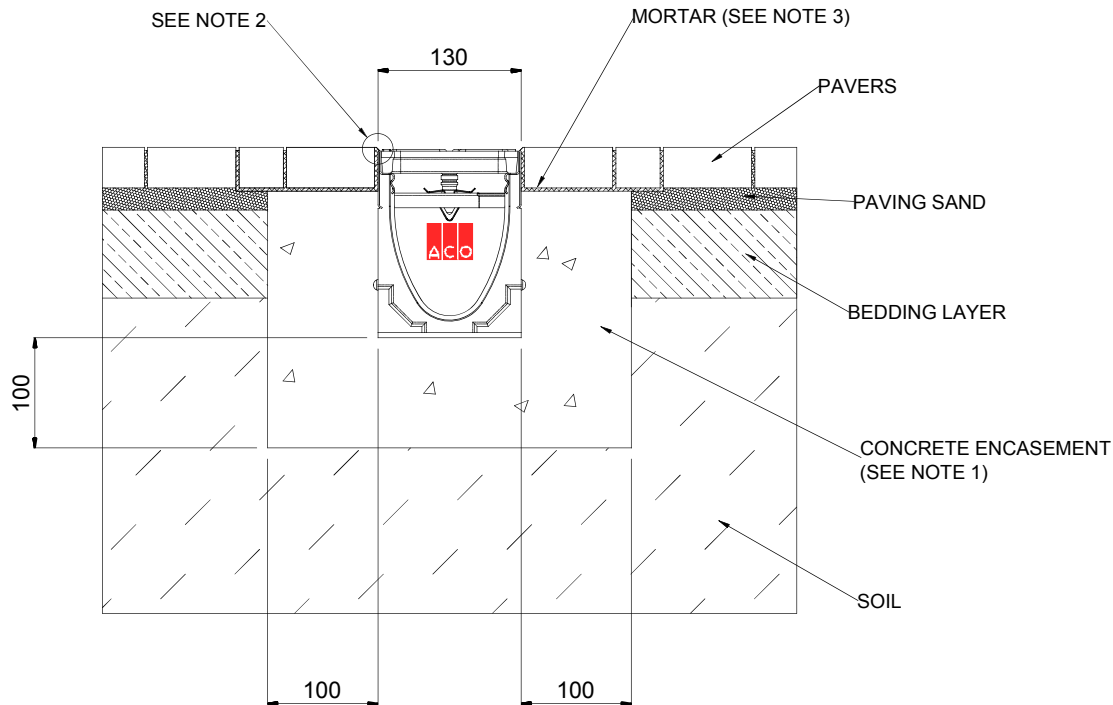 SEE NOTE 2
MORTAR (SEE NOTE 3)
130
PAVERS
PAVING SAND
ACO
BEDDING LAYER
100
CONCRETE ENCASEMENT
(SEE NOTE 1)
SOIL
100
100